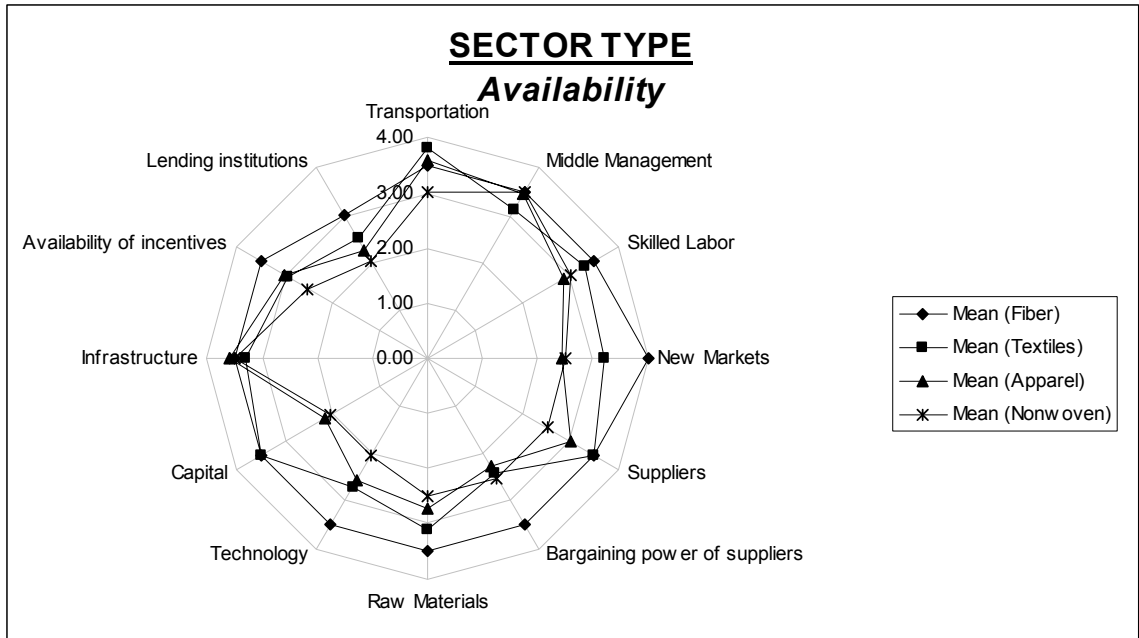 SECTOR TYPE
Availability
Transportation
4.00
Lending institutions
Middle Management
3.00
Availability of incentives
2.00
Skilled Labor
1.00
Infrastructure
0.00
New Markets
Capital
Suppliers
Technology
Bargaining power of suppliers
Raw Materials
Mean (Fiber)
Mean (Textiles)
Mean (Apparel)
Mean (Nonwoven)